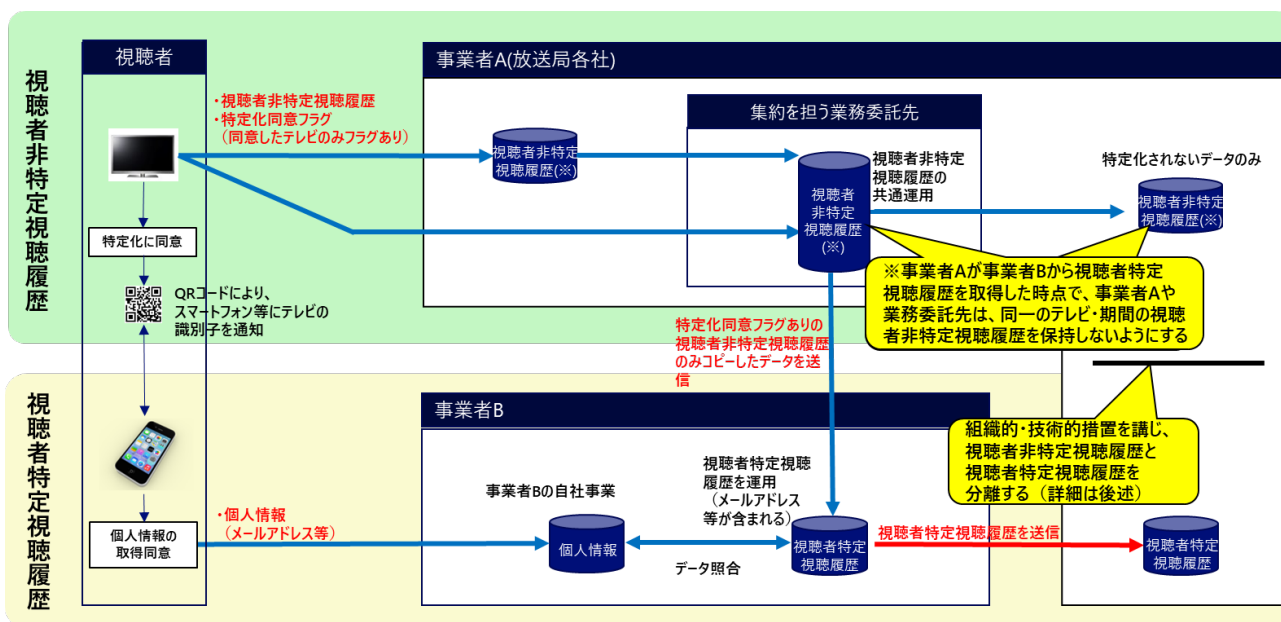 視聴者非特定視聴履歴
視聴者
・視聴者非特定視聴履歴
・特定化同意フラグ
(同意したテレビのみフラグあり)
特定化に同意
QRコードにより、
スマートフォン等にテレビの
識別子を通知
事業者A(放送局各社)
視聴者非特定
視聴履歴(※)
集約を担う業務委託先
視聴者
非特定
視聴履歴
(※)
視聴者非特定
視聴履歴の
共通運用
特定化されないデータのみ
視聴者非特定
視聴履歴(※)
※事業者Aが事業者Bから視聴者特定
視聴履歴を取得した時点で、事業者Aや
業務委託先は、同一のテレビ・期間の視聴
者非特定視聴履歴を保持しないようにする
特定化同意フラグありの
視聴者非特定視聴履歴
のみコピーしたデータを送
信
視聴者特定視聴履歴
個人情報の
取得同意
・個人情報
(メールアドレス等)
事業者B
事業者Bの自社事業
個人情報
視聴者特定視聴
履歴を運用
(メールアドレス
等が含まれる)
データ照合
視聴者特定
視聴履歴
視聴者特定視聴履歴を送信
組織的・技術的措置を講じ、
視聴者非特定視聴履歴と
視聴者特定視聴履歴を
分離する(詳細は後述)
視聴者特定
視聴履歴